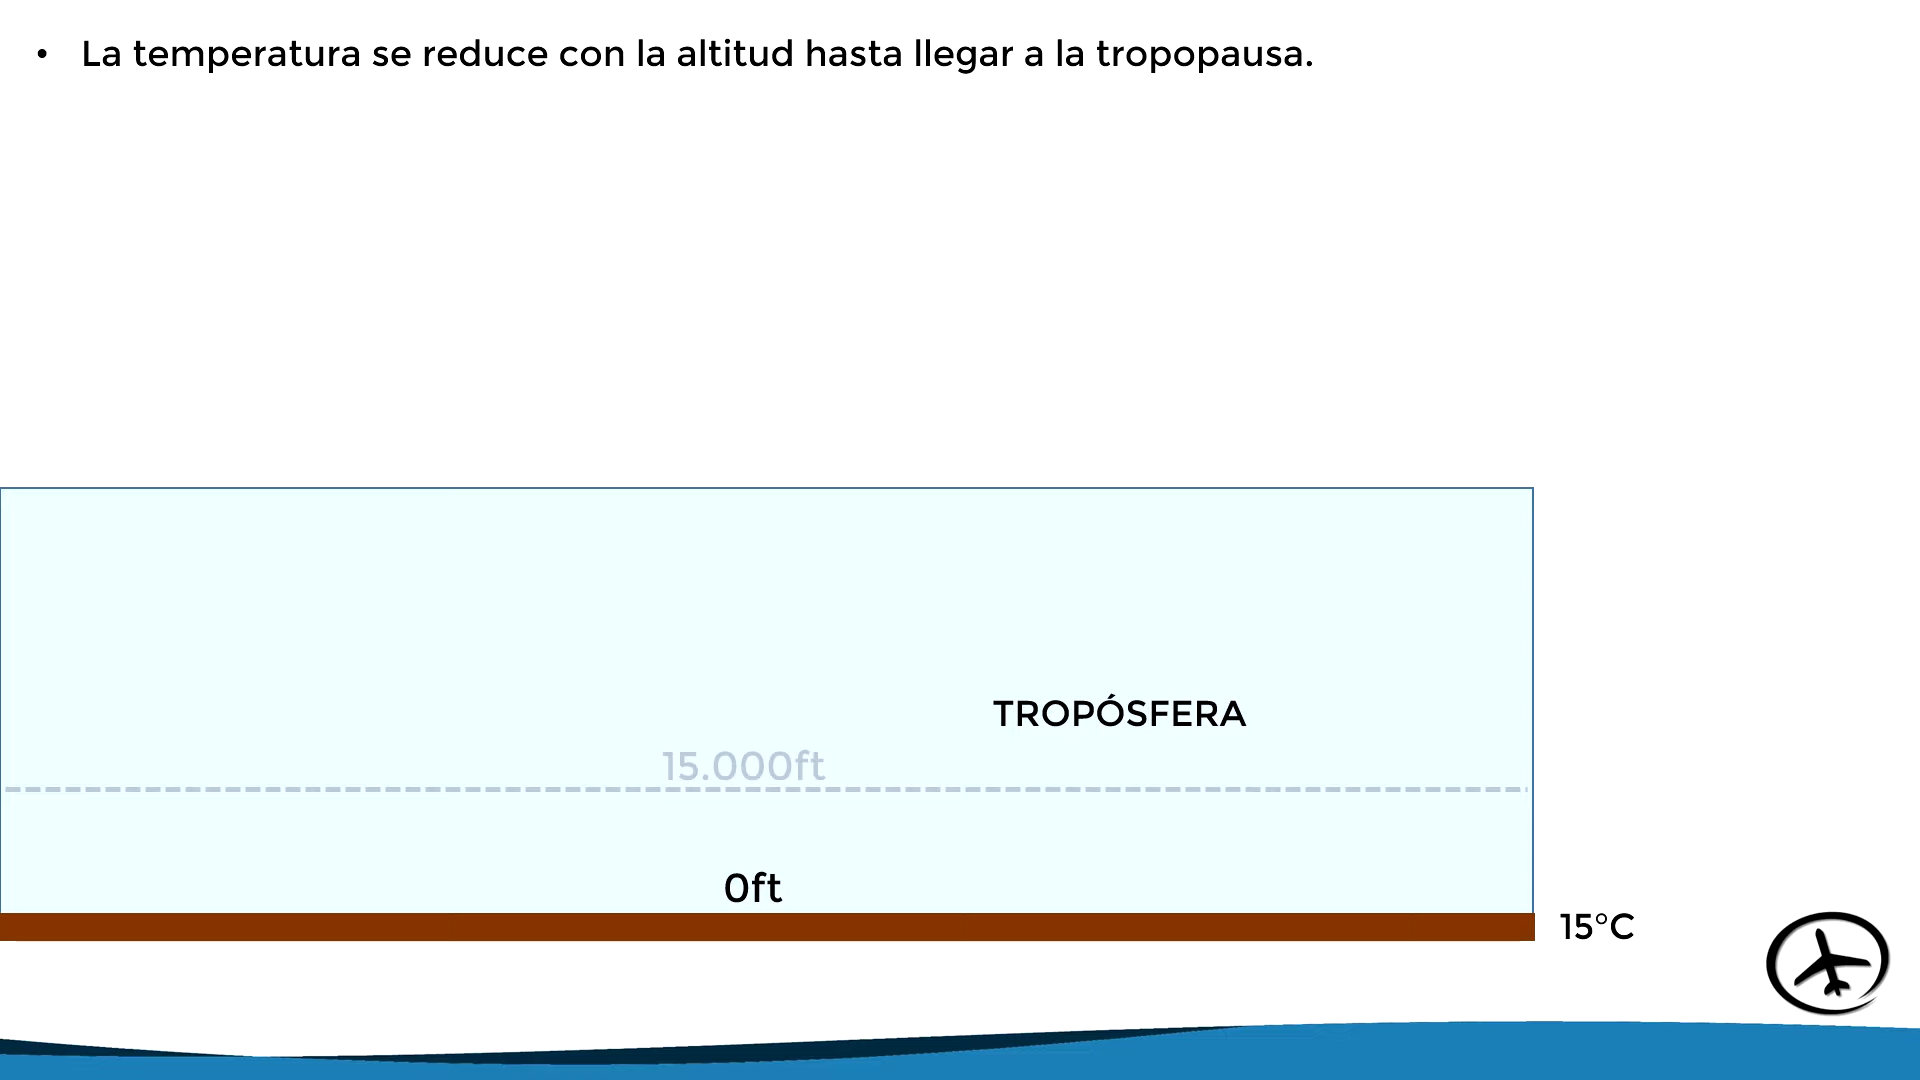 • La temperatura se reduce con la altitud hasta llegar a la tropopausa.
TROPÓSFERA
15.000ft
0ft
15°C